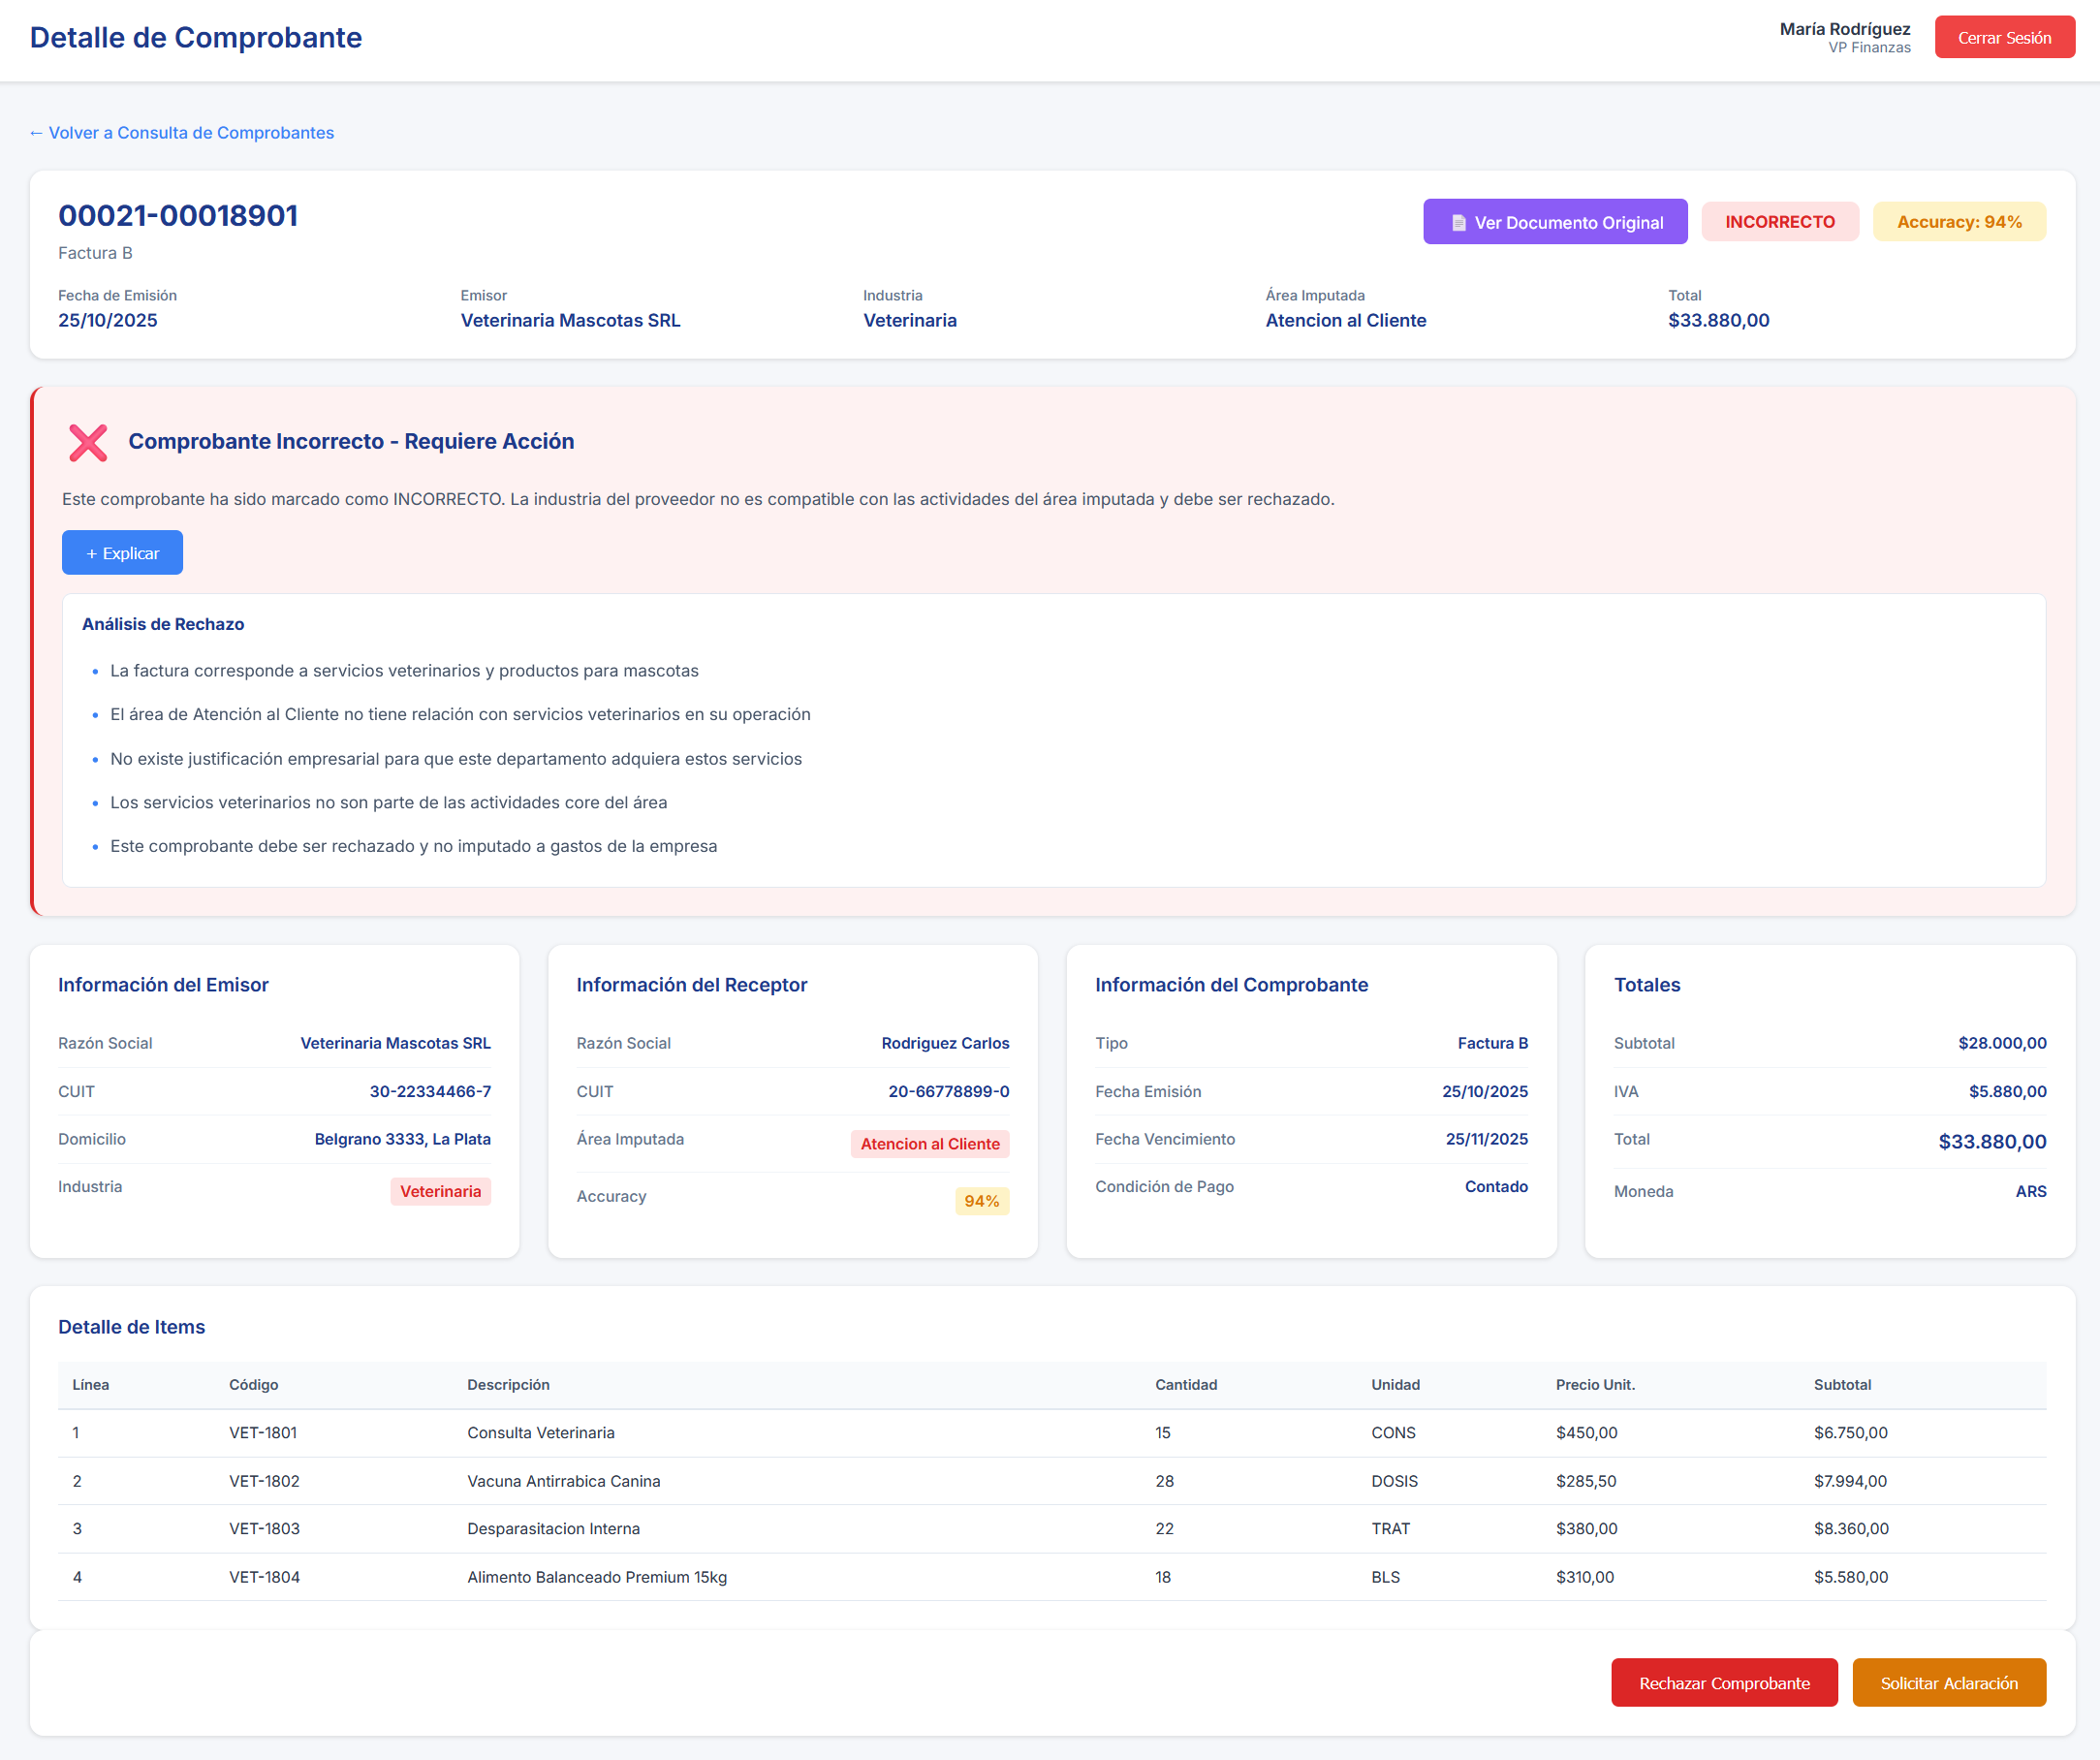 Detalle de Comprobante
María Rodríguez
VP Finanzas
Cerrar Sesión
← Volver a Consulta de Comprobantes
00021-00018901
Factura B
Ver Documento Original
INCORRECTO
Accuracy: 94%
Fecha de Emisión
25/10/2025
Emisor
Veterinaria Mascotas SRL
Industria
Veterinaria
Área Imputada
Atencion al Cliente
Total
$33.880,00
Comprobante Incorrecto - Requiere Acción
Este comprobante ha sido marcado como INCORRECTO. La industria del proveedor no es compatible con las actividades del área imputada y debe ser rechazado.
+ Explicar
Análisis de Rechazo
• La factura corresponde a servicios veterinarios y productos para mascotas
• El área de Atención al Cliente no tiene relación con servicios veterinarios en su operación
• No existe justificación empresarial para que este departamento adquiera estos servicios
• Los servicios veterinarios no son parte de las actividades core del área
• Este comprobante debe ser rechazado y no imputado a gastos de la empresa
Información del Emisor
Razón Social Veterinaria Mascotas SRL
CUIT 30-22334466-7
Domicilio Belgrano 3333, La Plata
Industria Veterinaria
Información del Receptor
Razón Social Rodriguez Carlos
CUIT 20-66778899-0
Área Imputada Atencion al Cliente
Accuracy 94%
Información del Comprobante
Tipo Factura B
Fecha Emisión 25/10/2025
Fecha Vencimiento 25/11/2025
Condición de Pago Contado
Totales
Subtotal $28.000,00
IVA $5.880,00
Total $33.880,00
Moneda ARS
Detalle de Items
Línea Código Descripción Cantidad Unidad Precio Unit. Subtotal
1 VET-1801 Consulta Veterinaria 15 CONS $450,00 $6.750,00
2 VET-1802 Vacuna Antirrabica Canina 28 DOSIS $285,50 $7.994,00
3 VET-1803 Desparasitacion Interna 22 TRAT $380,00 $8.360,00
4 VET-1804 Alimento Balanceado Premium 15kg 18 BLS $310,00 $5.580,00
Rechazar Comprobante
Solicitar Aclaración